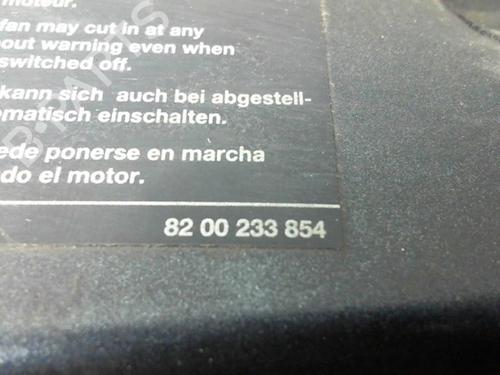 moteur.
fan may cut in at any
out warning even when
switched off.
kann sich auch bei abgestell-
matisch einschalten.
ede ponerse en marcha
do el motor.
82 00 233 854
B-PARTS